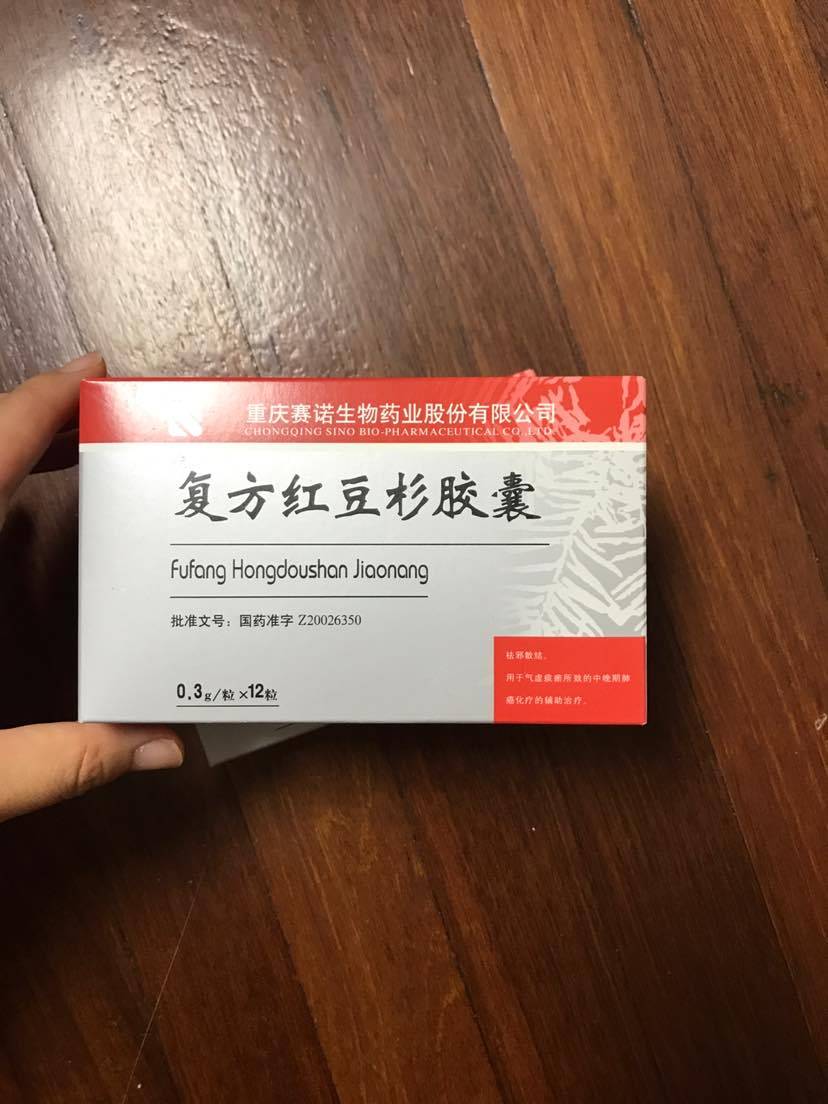 重庆赛诺生物药业股份有限公司
CHONGQING SINO BIO-PHARMACEUTICAL CO.,LTD.
复方红豆杉胶囊
Fufang Hongdoushan Jiaonang
批准文号：国药准字 Z20026350
0.3g/粒×12粒
祛邪散结。
用于气虚痰瘀所致的中晚期肺
癌化疗的辅助治疗。